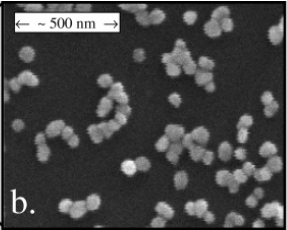 ← ~ 500 nm →
b.